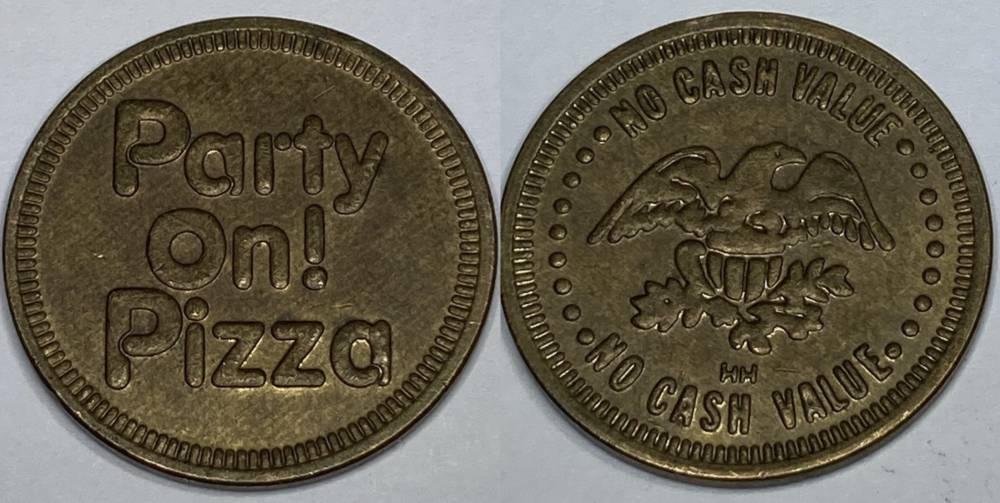 Party
On!
Pizza
NO CASH VALUE
HH
NO CASH VALUE